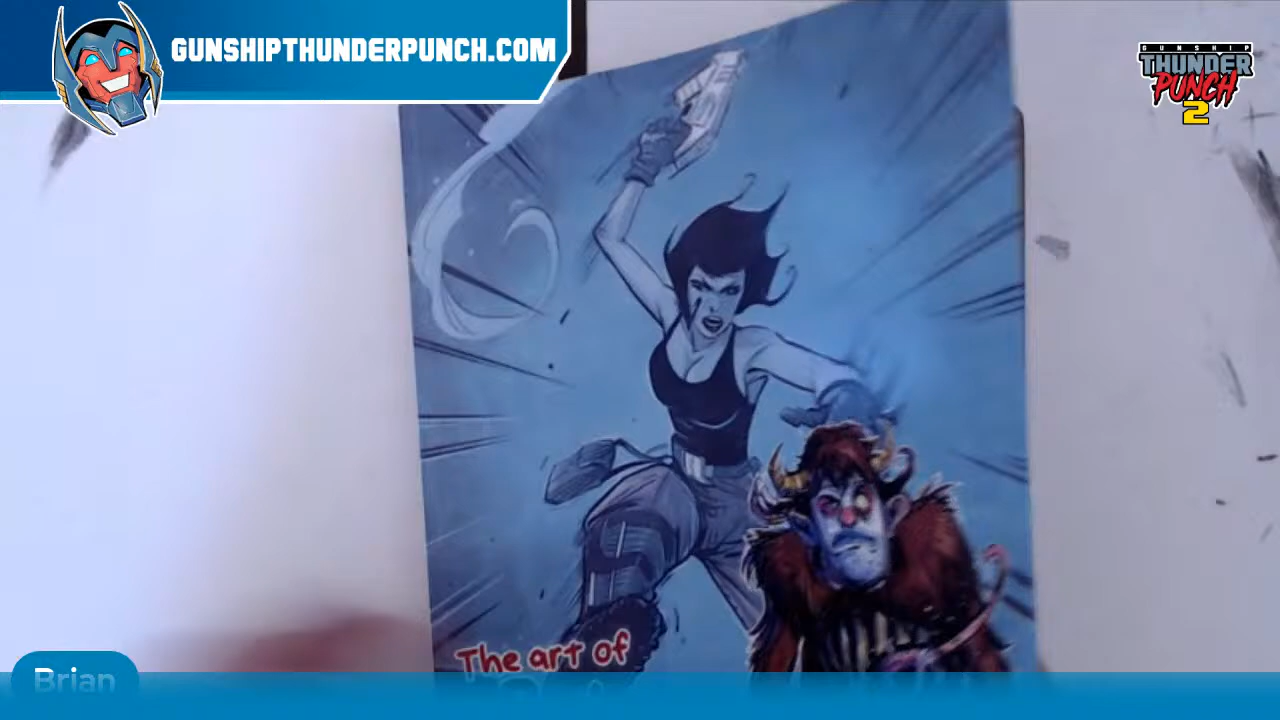 GUNSHIPTHUNDERPUNCH.COM
GUNSHIP
THUNDER
PUNCH
2
The art of
Brian